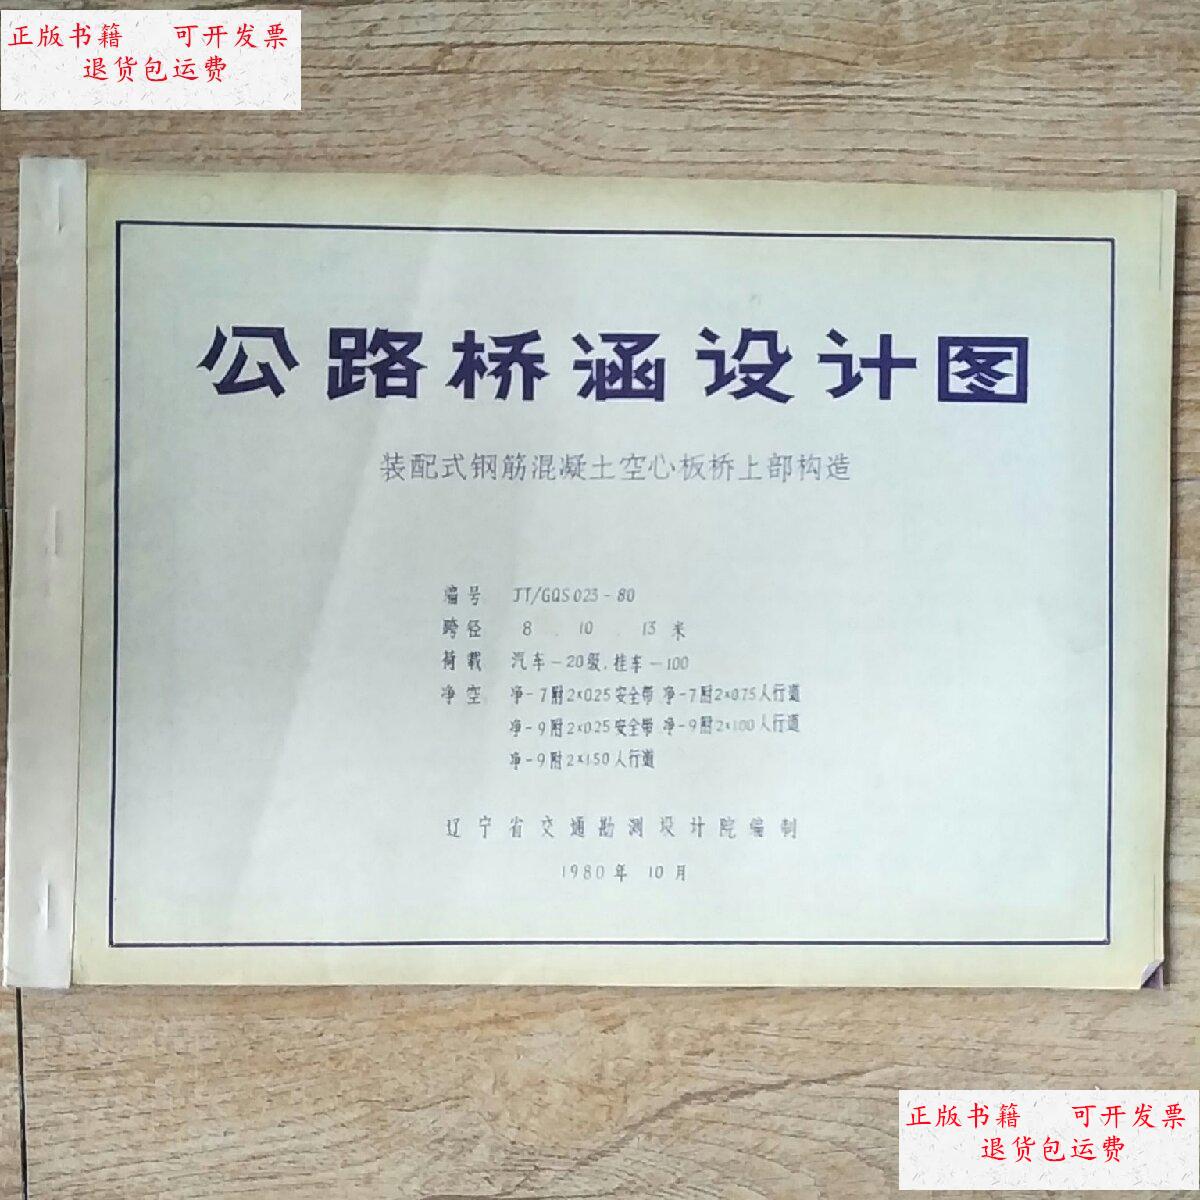 正版书籍 可开发票
退货包运费
公路桥涵设计图
装配式钢筋混凝土空心板桥上部构造
编号 JT/GQS 023-80
跨径 8 . 10 . 13 米
荷载 汽车-20级,挂车-100
净空 净-7附2×0.25安全带 净-7附2×0.75人行道
净-9附2×0.25安全带 净-9附2×1.00人行道
净-9附2×1.50人行道
辽宁省交通勘测设计院编制
1980年 10月
正版书籍 可开发票
退货包运费